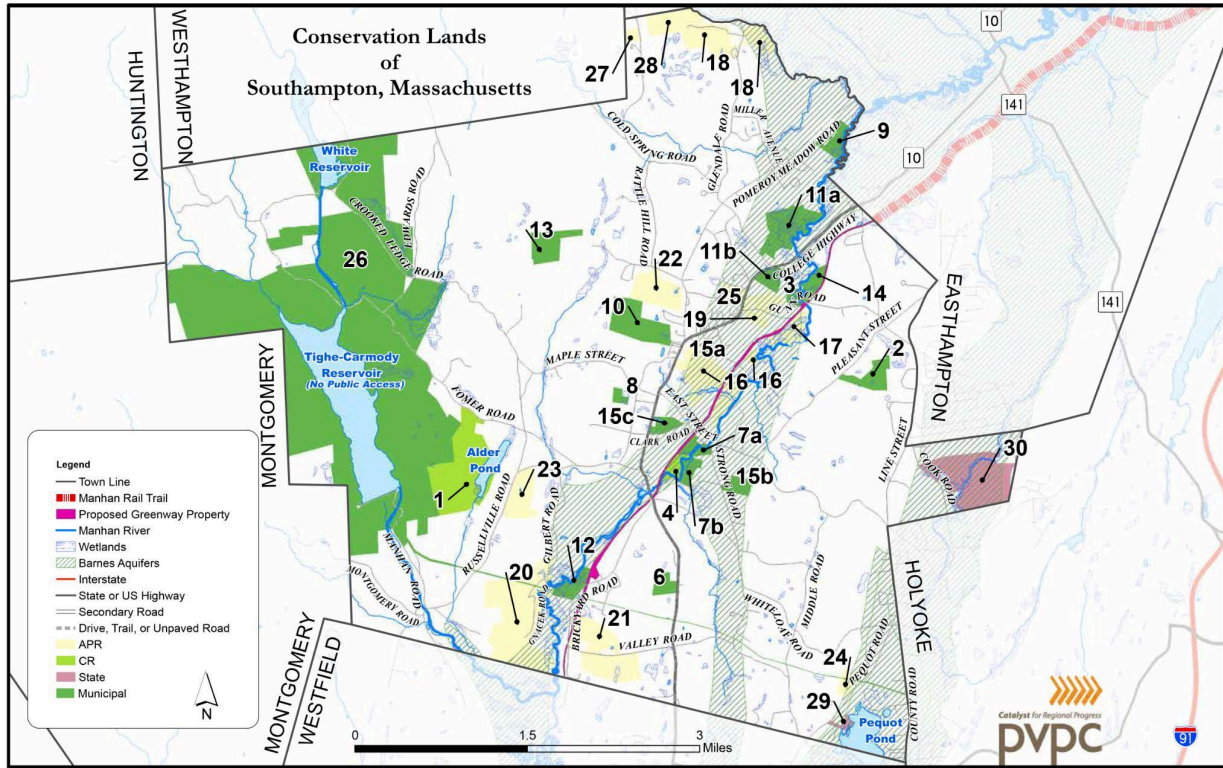 Conservation Lands
of
Southampton, Massachusetts
WESTHAMPTON
HUNTINGTON
10
141
10
141
27
28
18
18
9
MILLER AVENUE
COLD SPRING ROAD
GLENDALE ROAD
POMEROY MEADOW ROAD
RATTLE HILL ROAD
White
Reservoir
EDWARDS ROAD
CROOKED LEDGE ROAD
26
13
11a
22
11b
COLLEGE HIGHWAY
3
14
25
GUNN ROAD
10
19
17
PLEASANT STREET
EASTHAMPTON
MAPLE STREET
15a
16
16
2
Tighe-Carmody
Reservoir
(No Public Access)
MONTGOMERY
FOMER ROAD
8
15c
EAST STREET
CLARK ROAD
7a
LINE STREET
30
COOK ROAD
Alder
Pond
1
23
4
7b
STRONG ROAD
15b
RUSSELLVILLE ROAD
GILBERT ROAD
12
MANHAN ROAD
MONTGOMERY ROAD
20
GNACEK ROAD
BRICKYARD ROAD
6
21
VALLEY ROAD
WHITE LOAF ROAD
MIDDLE ROAD
HOLYOKE
24
PEQUOT ROAD
29
Pequot
Pond
COUNTY ROAD
MONTGOMERY
WESTFIELD
Legend
Town Line
Manhan Rail Trail
Proposed Greenway Property
Manhan River
Wetlands
Barnes Aquifers
Interstate
State or US Highway
Secondary Road
Drive, Trail, or Unpaved Road
APR
CR
State
Municipal
N
0 1.5 3
Miles
Catalyst for Regional Progress
pvpc
91